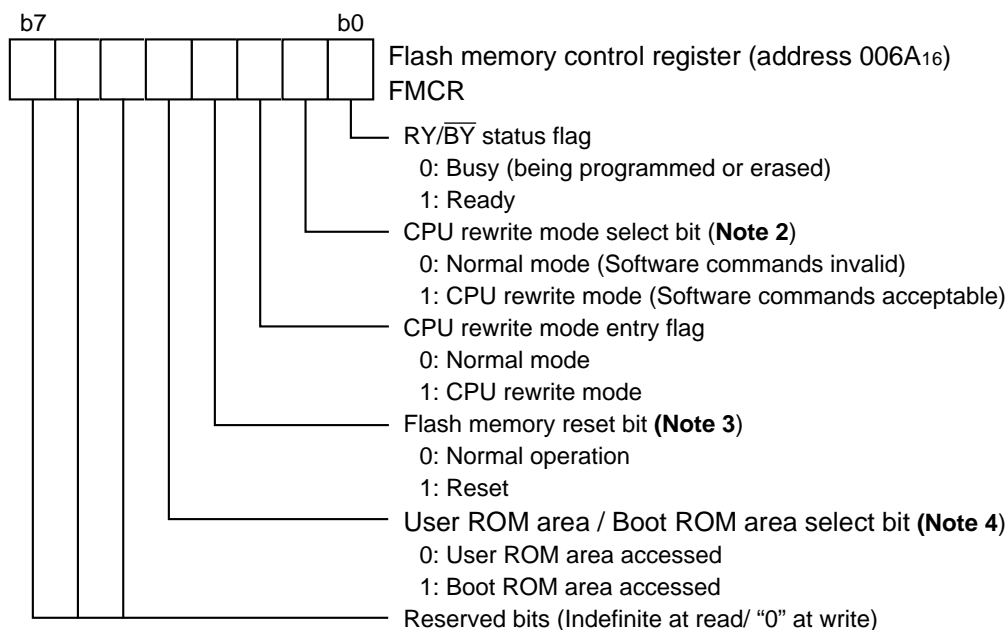 b7 b0
Flash memory control register (address 006A16)
FMCR
RY/BY status flag
0: Busy (being programmed or erased)
1: Ready
CPU rewrite mode select bit (Note 2)
0: Normal mode (Software commands invalid)
1: CPU rewrite mode (Software commands acceptable)
CPU rewrite mode entry flag
0: Normal mode
1: CPU rewrite mode
Flash memory reset bit (Note 3)
0: Normal operation
1: Reset
User ROM area / Boot ROM area select bit (Note 4)
0: User ROM area accessed
1: Boot ROM area accessed
Reserved bits (Indefinite at read/ “0” at write)